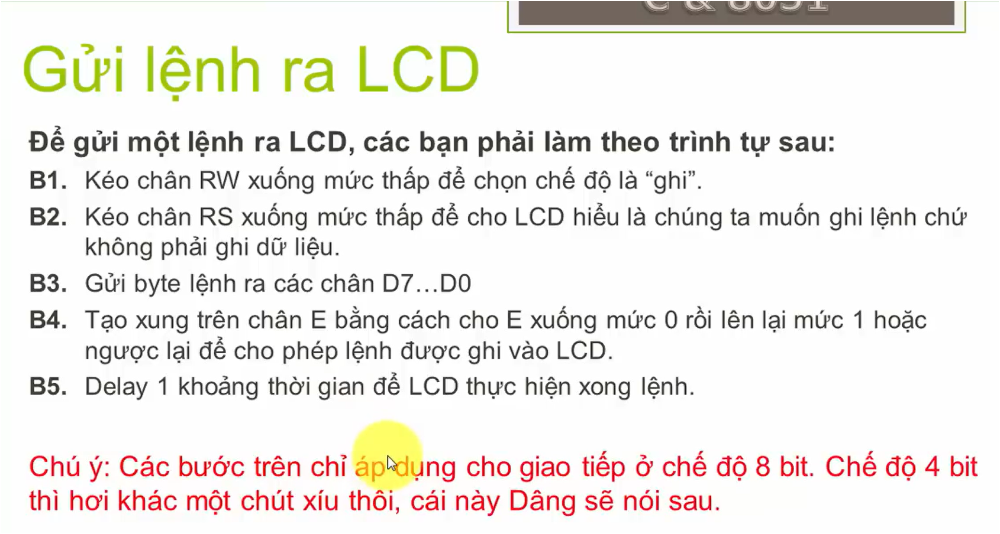 C & 8051
Gửi lệnh ra LCD
Để gửi một lệnh ra LCD, các bạn phải làm theo trình tự sau:
B1. Kéo chân RW xuống mức thấp để chọn chế độ là “ghi”.
B2. Kéo chân RS xuống mức thấp để cho LCD hiểu là chúng ta muốn ghi lệnh chứ
không phải ghi dữ liệu.
B3. Gửi byte lệnh ra các chân D7...D0
B4. Tạo xung trên chân E bằng cách cho E xuống mức 0 rồi lên lại mức 1 hoặc
ngược lại để cho phép lệnh được ghi vào LCD.
B5. Delay 1 khoảng thời gian để LCD thực hiện xong lệnh.
Chú ý: Các bước trên chỉ áp dụng cho giao tiếp ở chế độ 8 bit. Chế độ 4 bit
thì hơi khác một chút xíu thôi, cái này Dâng sẽ nói sau.